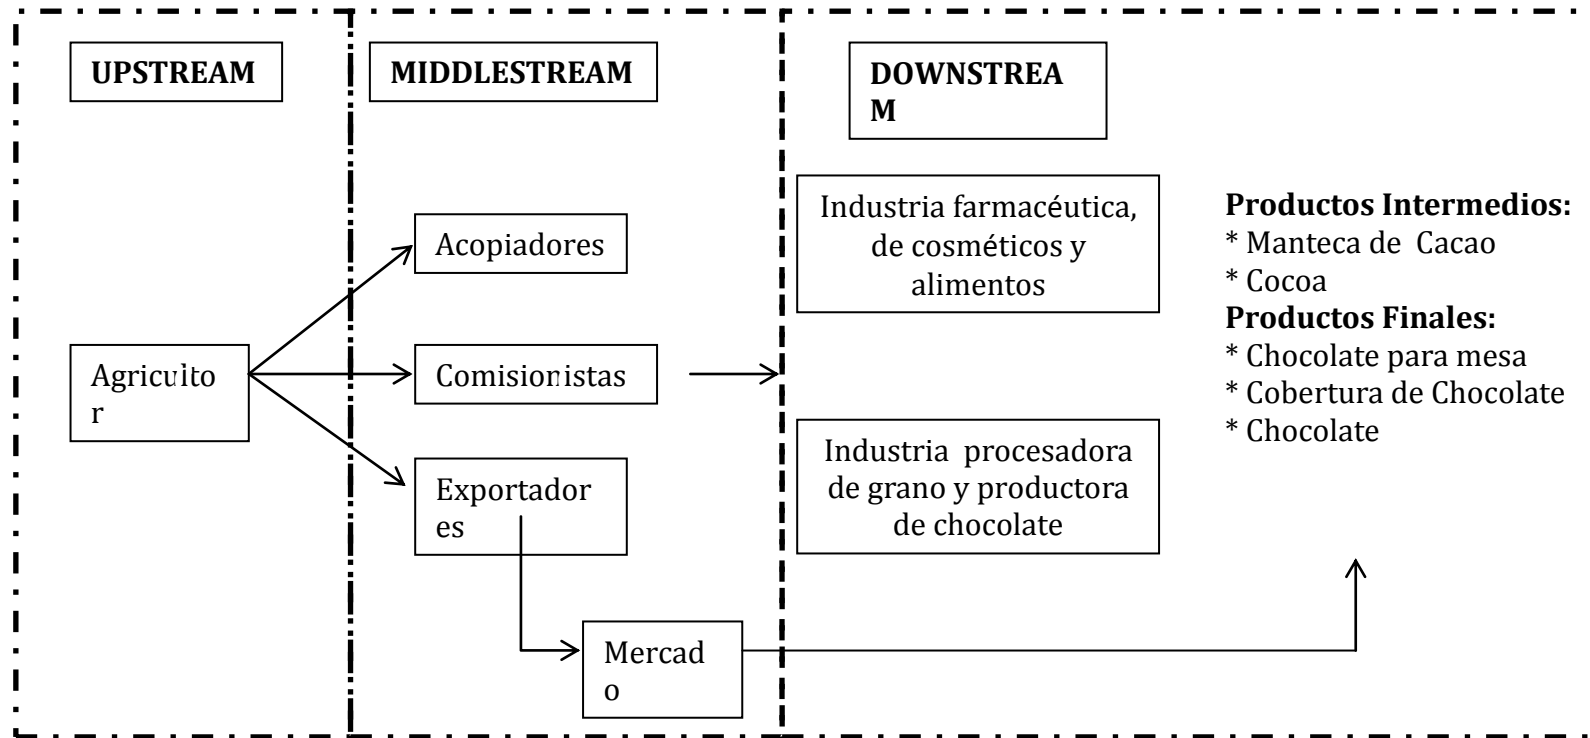 UPSTREAM
MIDDLESTREAM
DOWNSTREA
M
Acopiadores
Agriculto
r
Comisionistas
Exportador
es
Mercad
o
Industria farmacéutica,
de cosméticos y
alimentos
Industria procesadora
de grano y productora
de chocolate
Productos Intermedios:
* Manteca de Cacao
* Cocoa
Productos Finales:
* Chocolate para mesa
* Cobertura de Chocolate
* Chocolate